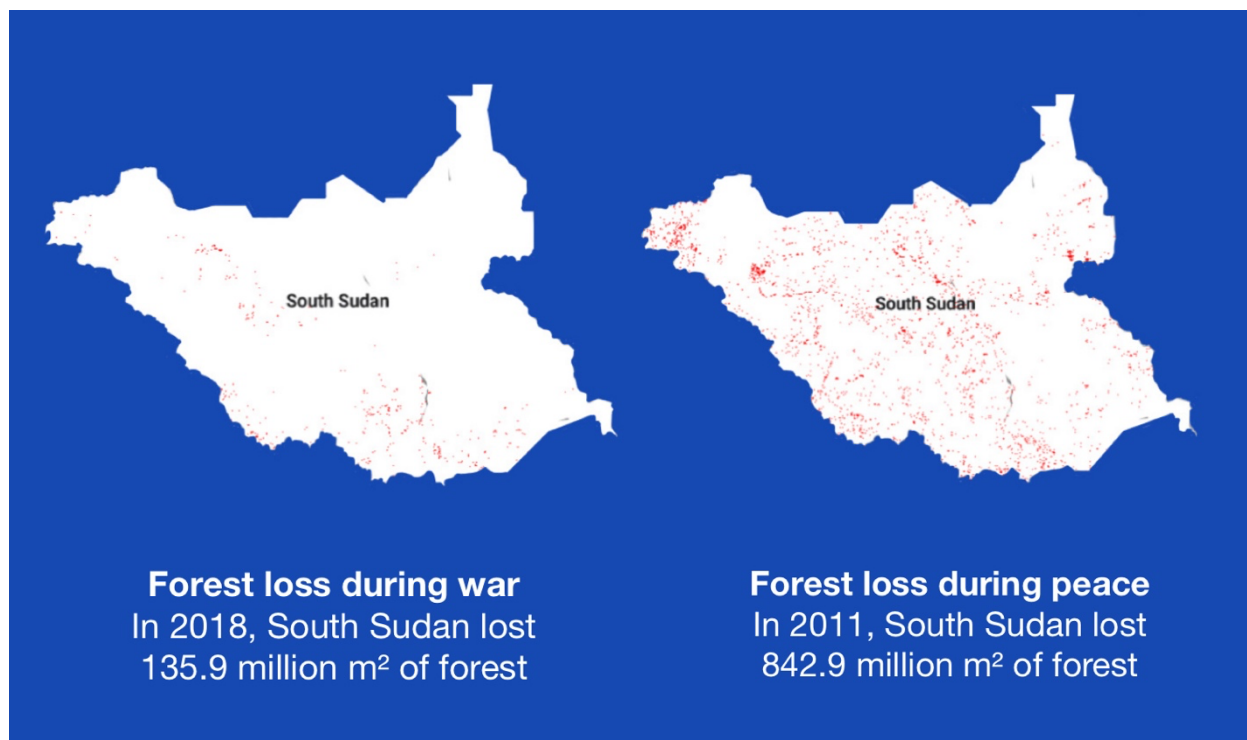 South Sudan
Forest loss during war
In 2018, South Sudan lost
135.9 million m² of forest
South Sudan
Forest loss during peace
In 2011, South Sudan lost
842.9 million m² of forest